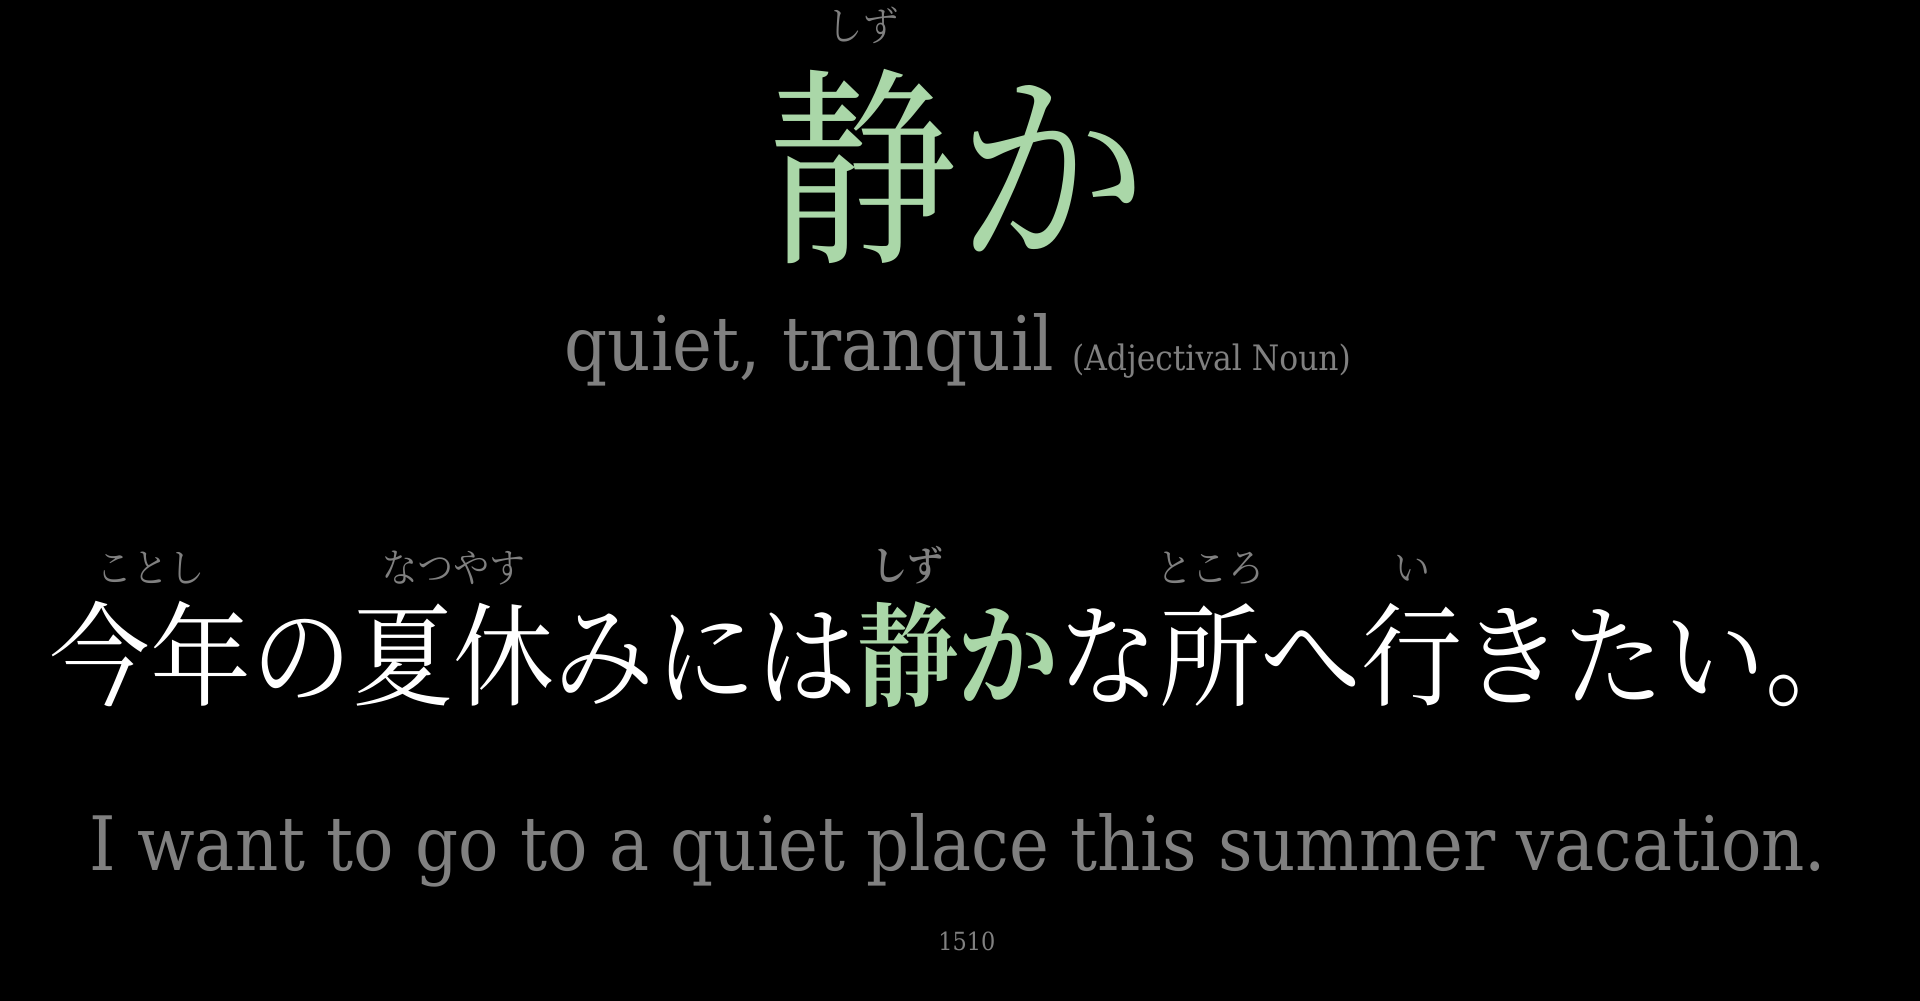 しず
静か
quiet, tranquil (Adjectival Noun)
ことし なつやす しず ところ い
今年の夏休みには静かな所へ行きたい。
I want to go to a quiet place this summer vacation.
1510